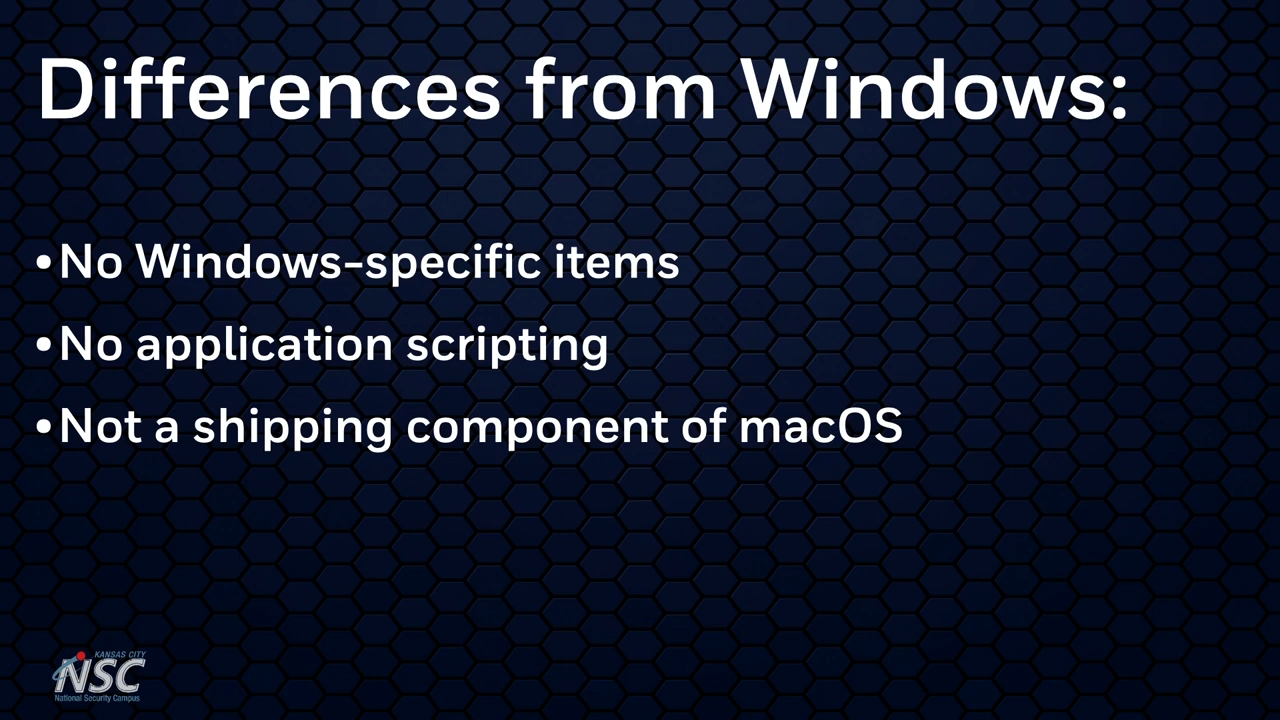 Differences from Windows:
•No Windows-specific items
•No application scripting
•Not a shipping component of macOS
KANSAS CITY
NSC
National Security Campus